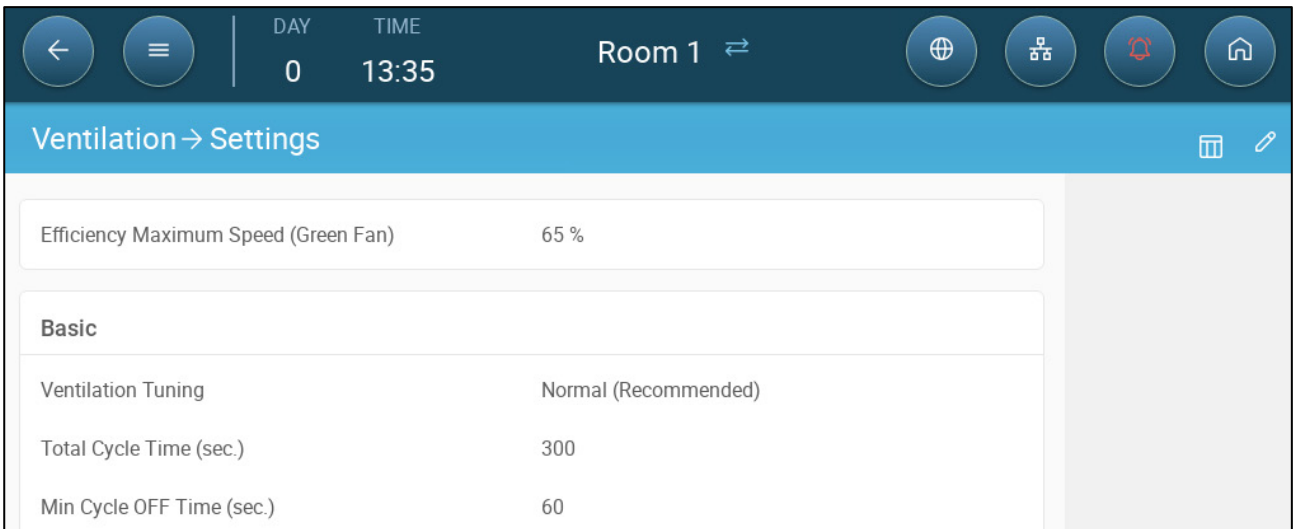 DAY TIME
0 13:35 Room 1
Ventilation → Settings
Efficiency Maximum Speed (Green Fan) 65 %
Basic
Ventilation Tuning Normal (Recommended)
Total Cycle Time (sec.) 300
Min Cycle OFF Time (sec.) 60